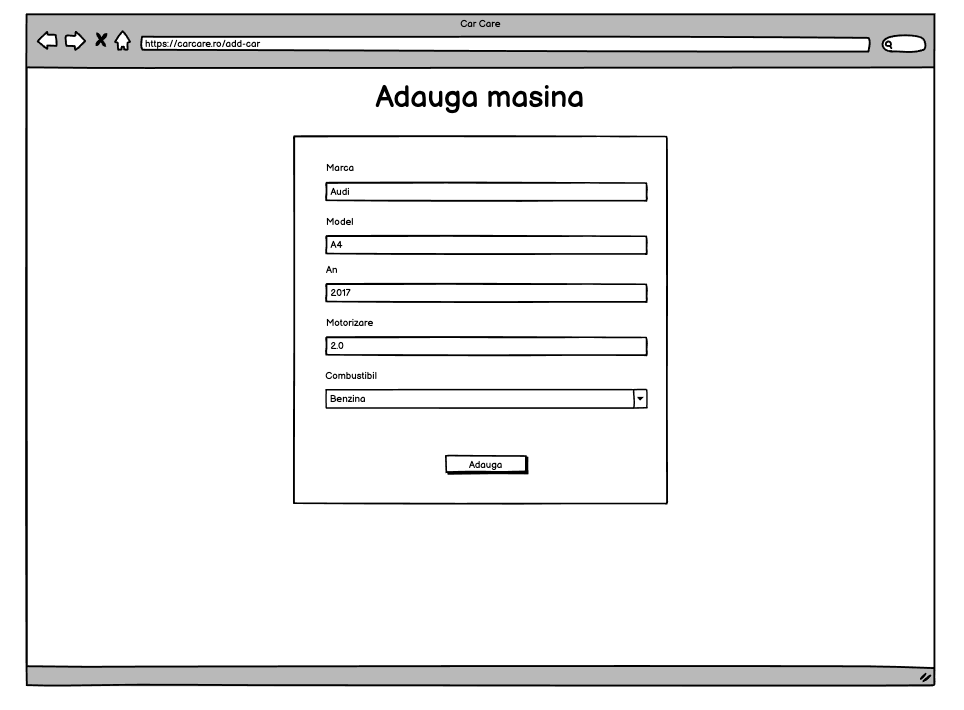 Car Care
https://carcare.ro/add-car
Adauga masina
Marca
Audi
Model
A4
An
2017
Motorizare
2.0
Combustibil
Benzina
Adauga